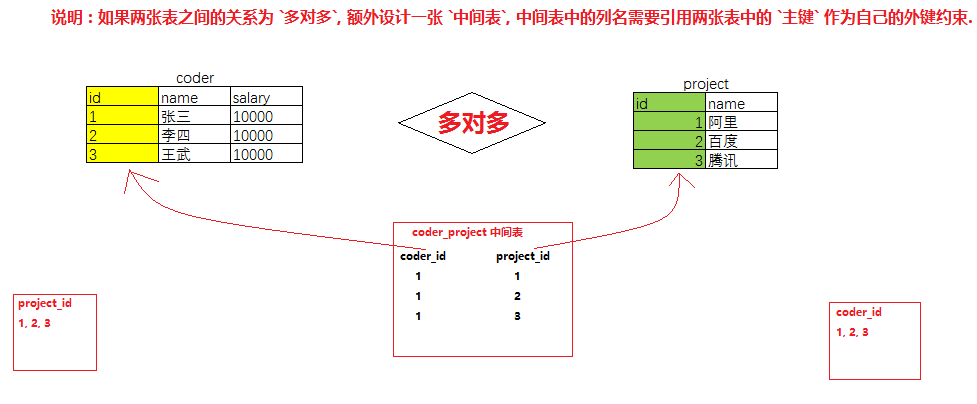 说明：如果两张表之间的关系为 `多对多`, 额外设计一张 `中间表`, 中间表中的列名需要引用两张表中的 `主键` 作为自己的外键约束.
coder
id name salary
1 张三 10000
2 李四 10000
3 王武 10000
多对多
project
id name
1 阿里
2 百度
3 腾讯
coder_project 中间表
coder_id project_id
1 1
1 2
1 3
project_id
1, 2, 3
coder_id
1, 2, 3